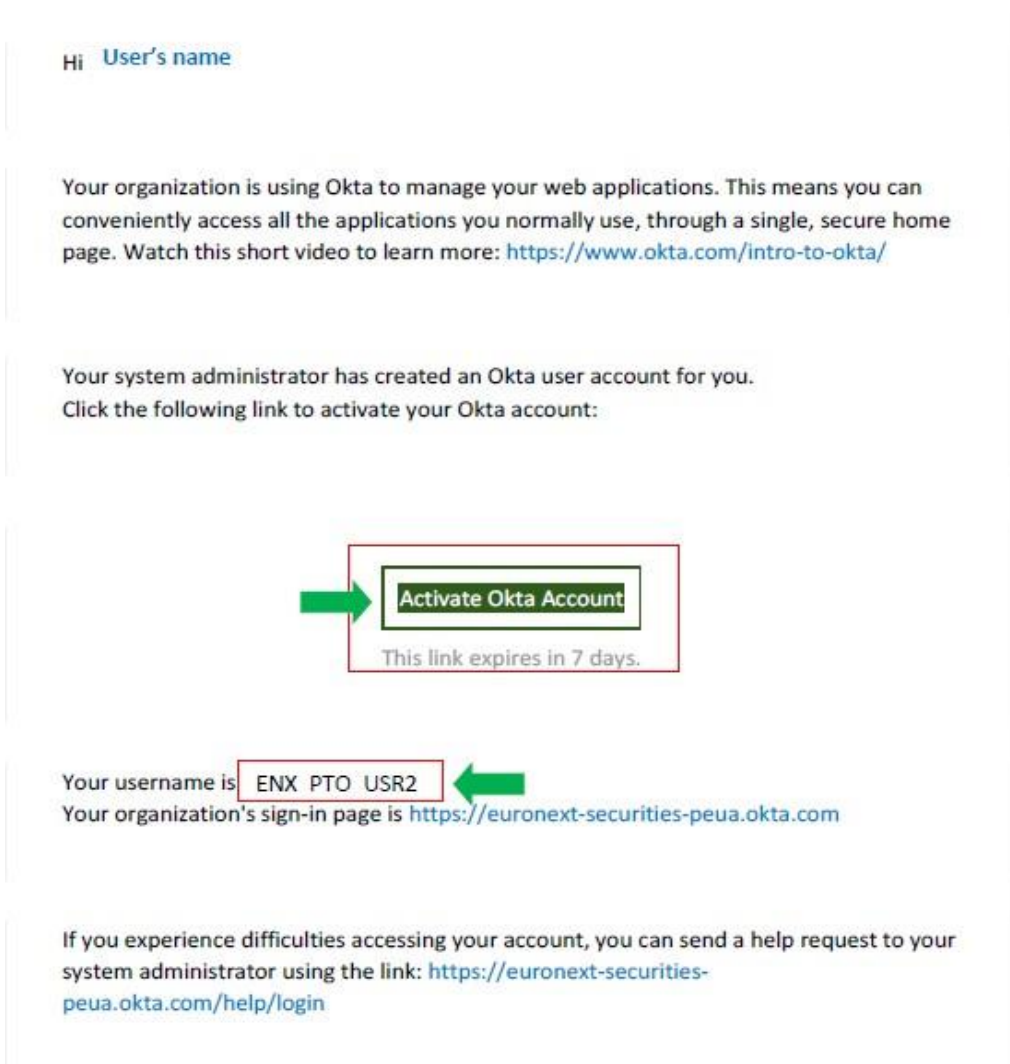 Hi User's name
Your organization is using Okta to manage your web applications. This means you can
conveniently access all the applications you normally use, through a single, secure home
page. Watch this short video to learn more: https://www.okta.com/intro-to-okta/
Your system administrator has created an Okta user account for you.
Click the following link to activate your Okta account:
Activate Okta Account
This link expires in 7 days.
Your username is ENX PTO USR2
Your organization's sign-in page is https://euronext-securities-peua.okta.com
If you experience difficulties accessing your account, you can send a help request to your
system administrator using the link: https://euronext-securities-
peua.okta.com/help/login